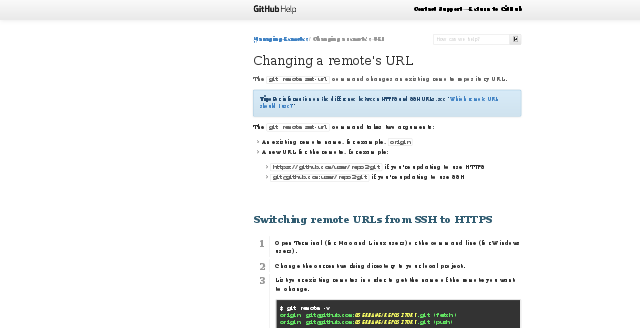 GitHub Help
Contact Support Return to GitHub
Managing Remotes / Changing a remote's URL
How can we help?
Changing a remote's URL
The git remote set-url command changes an existing remote repository URL.
Tip: For information on the difference between HTTPS and SSH URLs, see "Which remote URL
should I use?"
The git remote set-url command takes two arguments:
An existing remote name. For example, origin
A new URL for the remote. For example:
https://github.com/user/repo2.git if you're updating to use HTTPS
git@github.com:user/repo2.git if you're updating to use SSH
Switching remote URLs from SSH to HTTPS
1 Open Terminal (for Mac and Linux users) or the command line (for Windows
users).
2 Change the current working directory to your local project.
3 List your existing remotes in order to get the name of the remote you want
to change.
$ git remote -v
origin git@github.com:USERNAME/REPOSITORY.git (fetch)
origin git@github.com:USERNAME/REPOSITORY.git (push)